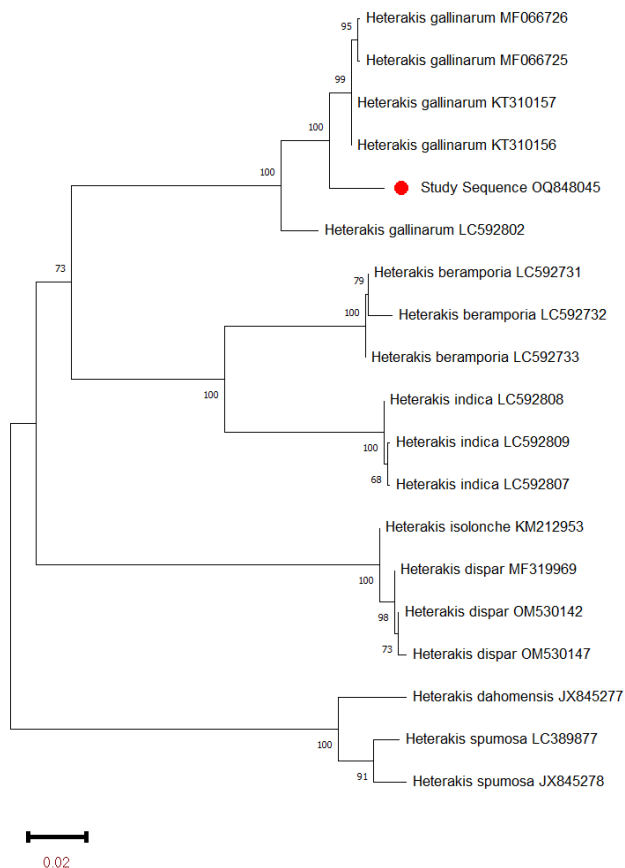 Heterakis gallinarum MF066726
95
Heterakis gallinarum MF066725
99
Heterakis gallinarum KT310157
100
Heterakis gallinarum KT310156
100
Study Sequence OQ848045
Heterakis gallinarum LC592802
73
Heterakis beramporia LC592731
79
Heterakis beramporia LC592732
100
Heterakis beramporia LC592733
100
Heterakis indica LC592808
Heterakis indica LC592809
100
68
Heterakis indica LC592807
Heterakis isolonche KM212953
Heterakis dispar MF319969
100
Heterakis dispar OM530142
98
73
Heterakis dispar OM530147
Heterakis dahomensis JX845277
Heterakis spumosa LC389877
100
91
Heterakis spumosa JX845278
0.02